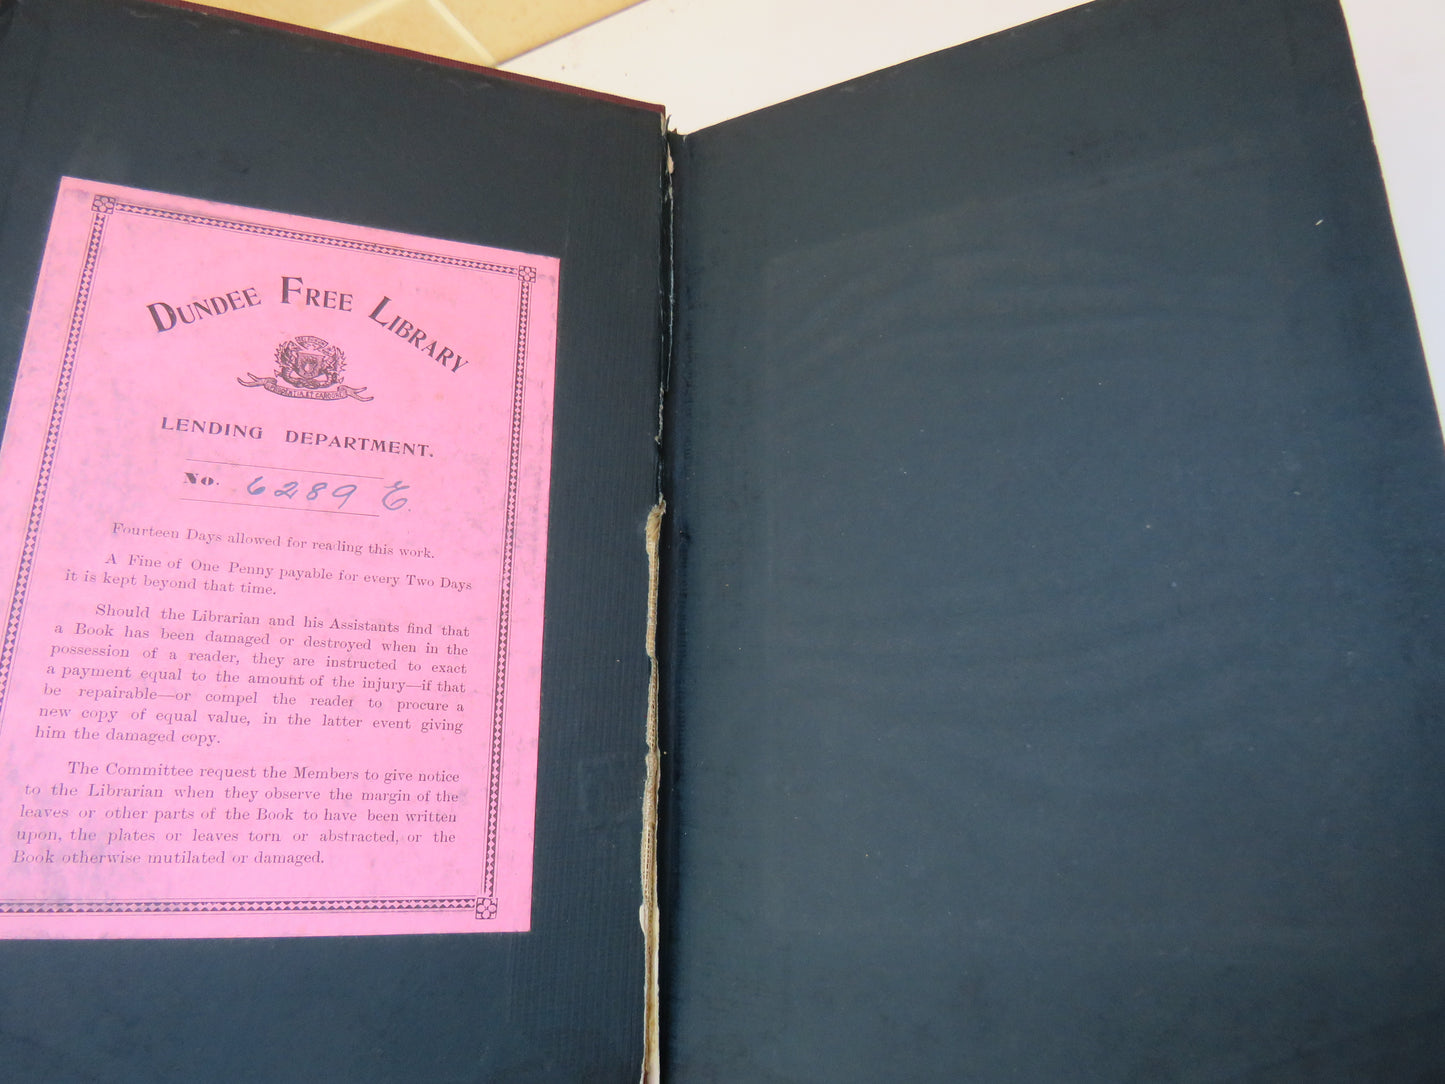 DUNDEE FREE LIBRARY
LENDING DEPARTMENT.
No. 6289 E.
Fourteen Days allowed for reading this work.
A Fine of One Penny payable for every Two Days
it is kept beyond that time.
Should the Librarian and his Assistants find that
a Book has been damaged or destroyed when in the
possession of a reader, they are instructed to exact
a payment equal to the amount of the injury—if that
be repairable—or compel the reader to procure a
new copy of equal value, in the latter event giving
him the damaged copy.
The Committee request the Members to give notice
to the Librarian when they observe the margin of the
leaves or other parts of the Book to have been written
upon, the plates or leaves torn or abstracted, or the
Book otherwise mutilated or damaged.